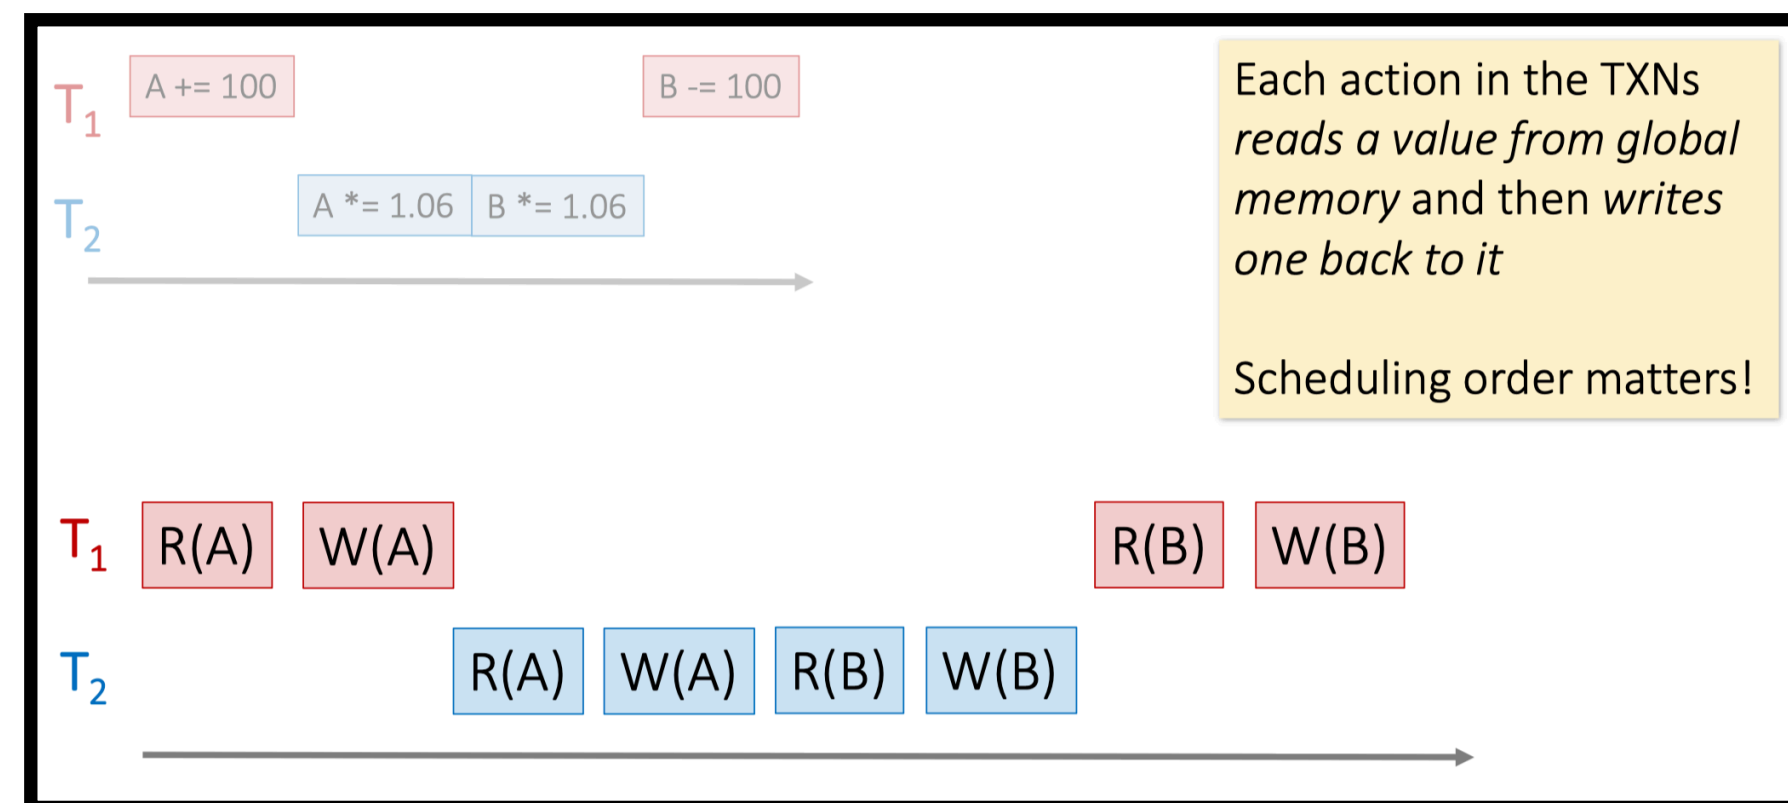 T1 A += 100 B -= 100
T2 A *= 1.06 B *= 1.06
Each action in the TXNs
reads a value from global
memory and then writes
one back to it
Scheduling order matters!
T1 R(A) W(A) R(B) W(B)
T2 R(A) W(A) R(B) W(B)